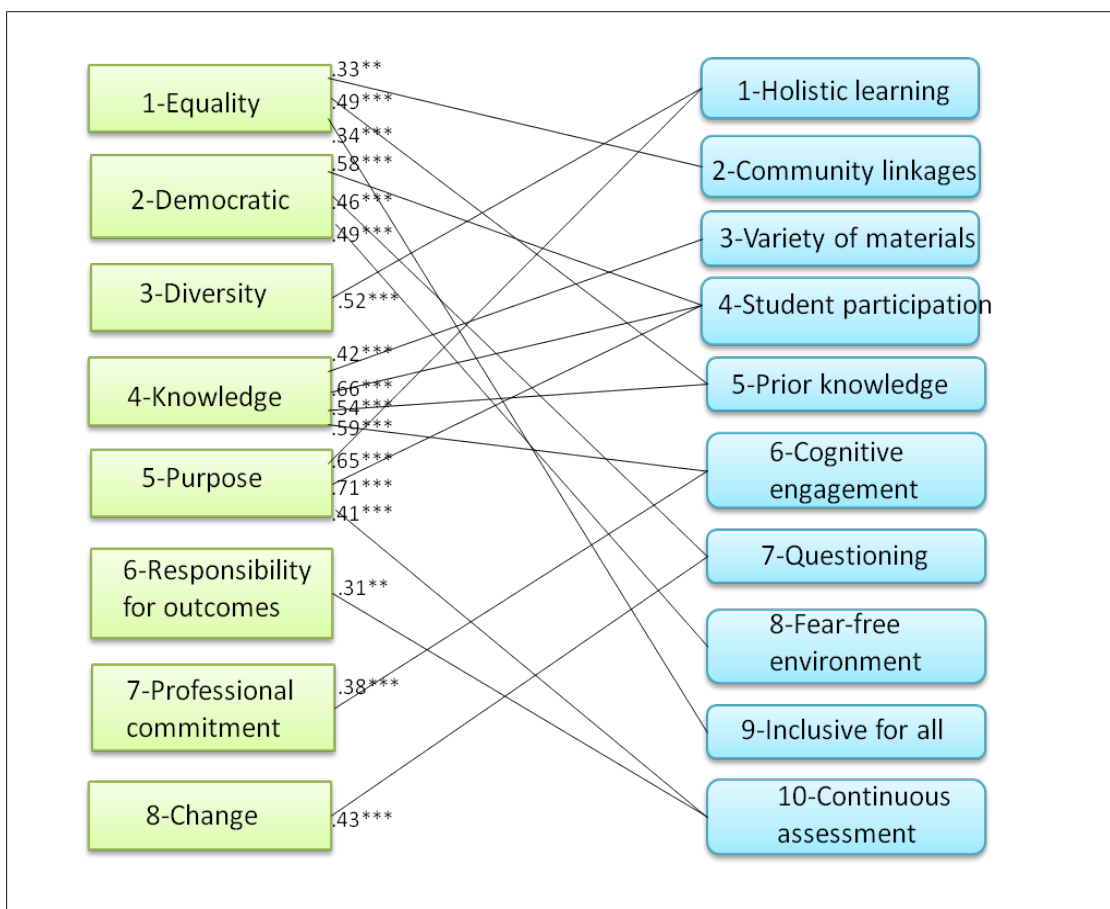 1-Equality
2-Democratic
3-Diversity
4-Knowledge
5-Purpose
6-Responsibility
for outcomes
7-Professional
commitment
8-Change
.33**
.49***
.34***
.58***
.46***
.49***
.52***
.42***
.66***
.54***
.59***
.65***
.71***
.41***
.31**
.38***
.43***
1-Holistic learning
2-Community linkages
3-Variety of materials
4-Student participation
5-Prior knowledge
6-Cognitive
engagement
7-Questioning
8-Fear-free
environment
9-Inclusive for all
10-Continuous
assessment